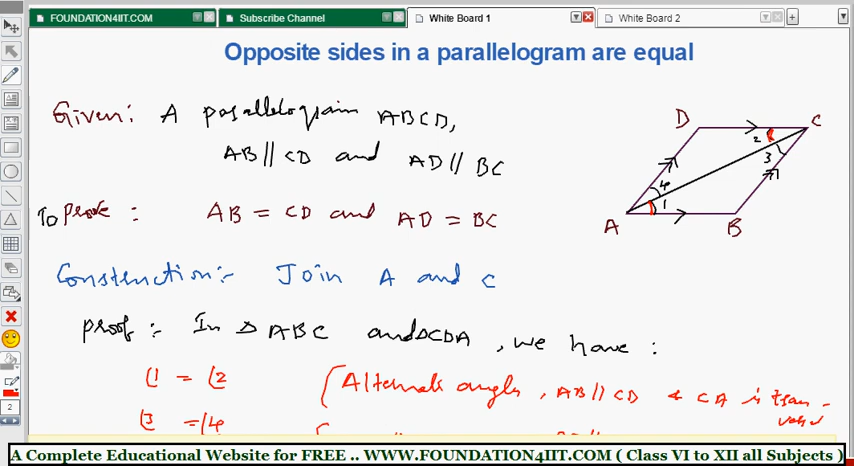 FOUNDATION4IIT.COM
Subscribe Channel
White Board 1
White Board 2
Opposite sides in a parallelogram are equal
Given: A parallelogram ABCD,
AB // CD and AD // BC
To prove : AB = CD and AD = BC
Construction:- Join A and C
proof :- In △ ABC and △CDA, we have :
∠1 = ∠2 (Alternate angles, AB // CD & CA is trans-
versal
∠3 = ∠4
D C
2
3
4
1
A B
2
A Complete Educational Website for FREE .. WWW.FOUNDATION4IIT.COM ( Class VI to XII all Subjects )